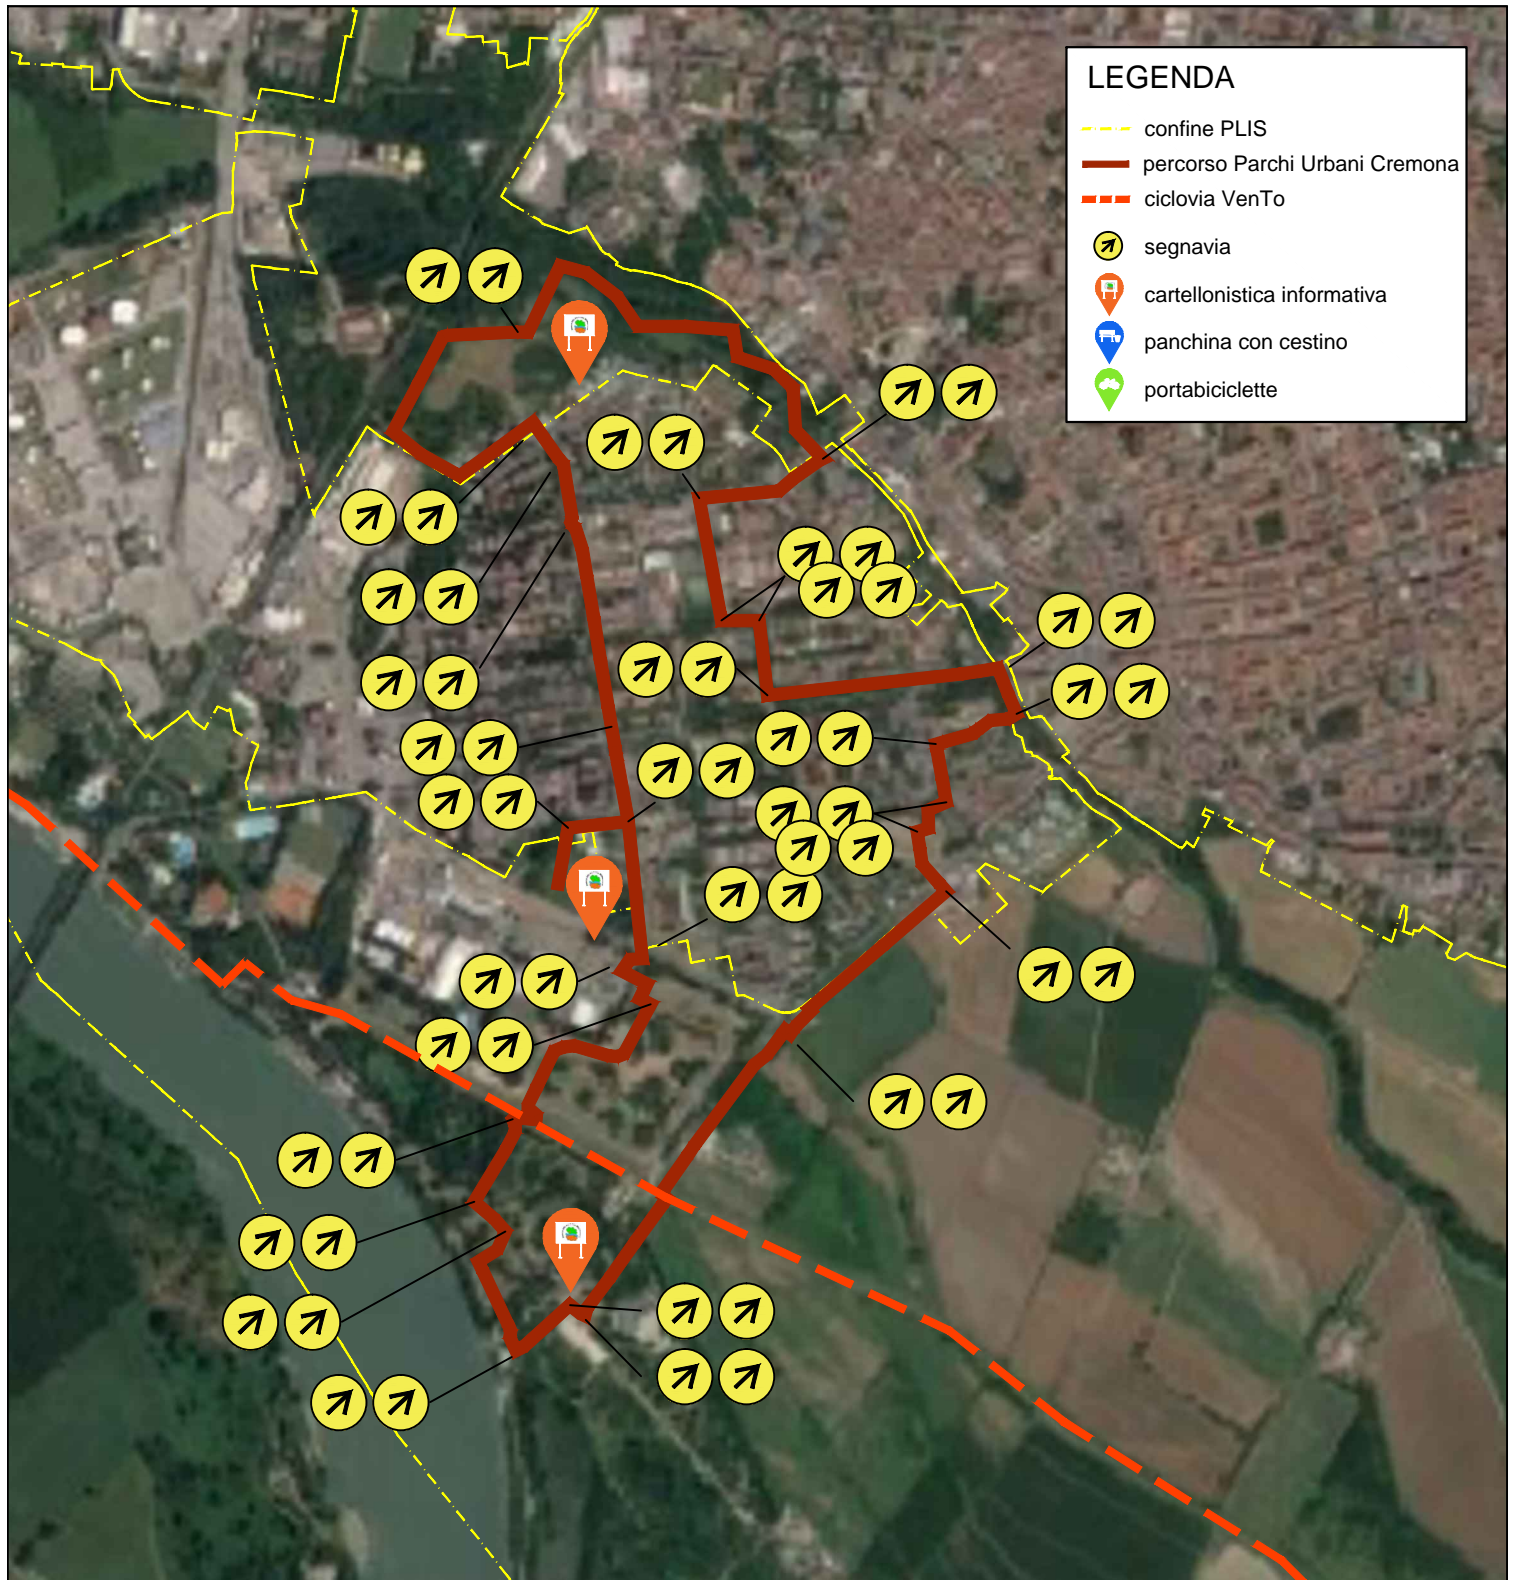 LEGENDA
confine PLIS
percorso Parchi Urbani Cremona
ciclovia VenTo
segnavia
cartellonistica informativa
panchina con cestino
portabiciclette